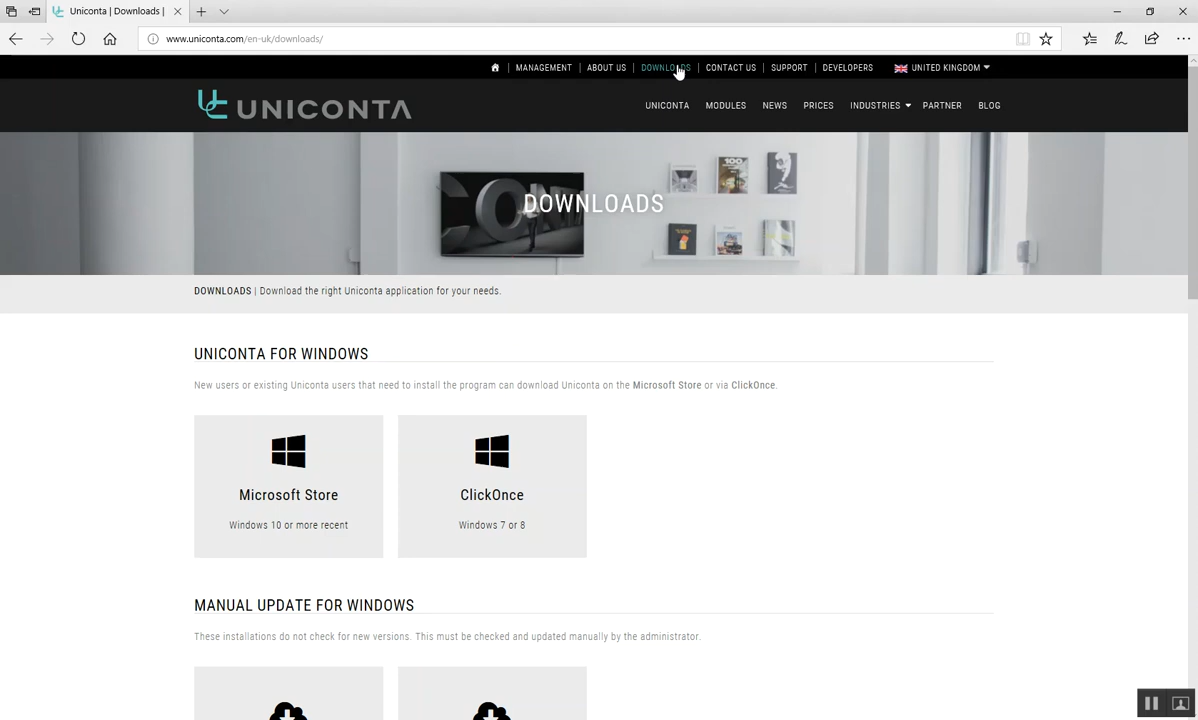 Uniconta | Downloads |
www.uniconta.com/en-uk/downloads/
MANAGEMENT | ABOUT US | DOWNLOADS | CONTACT US | SUPPORT | DEVELOPERS UNITED KINGDOM
UNICONTA
UNICONTA MODULES NEWS PRICES INDUSTRIES PARTNER BLOG
CONT
100
DOWNLOADS
DOWNLOADS | Download the right Uniconta application for your needs.
UNICONTA FOR WINDOWS
New users or existing Uniconta users that need to install the program can download Uniconta on the Microsoft Store or via ClickOnce.
Microsoft Store
Windows 10 or more recent
ClickOnce
Windows 7 or 8
MANUAL UPDATE FOR WINDOWS
These installations do not check for new versions. This must be checked and updated manually by the administrator.